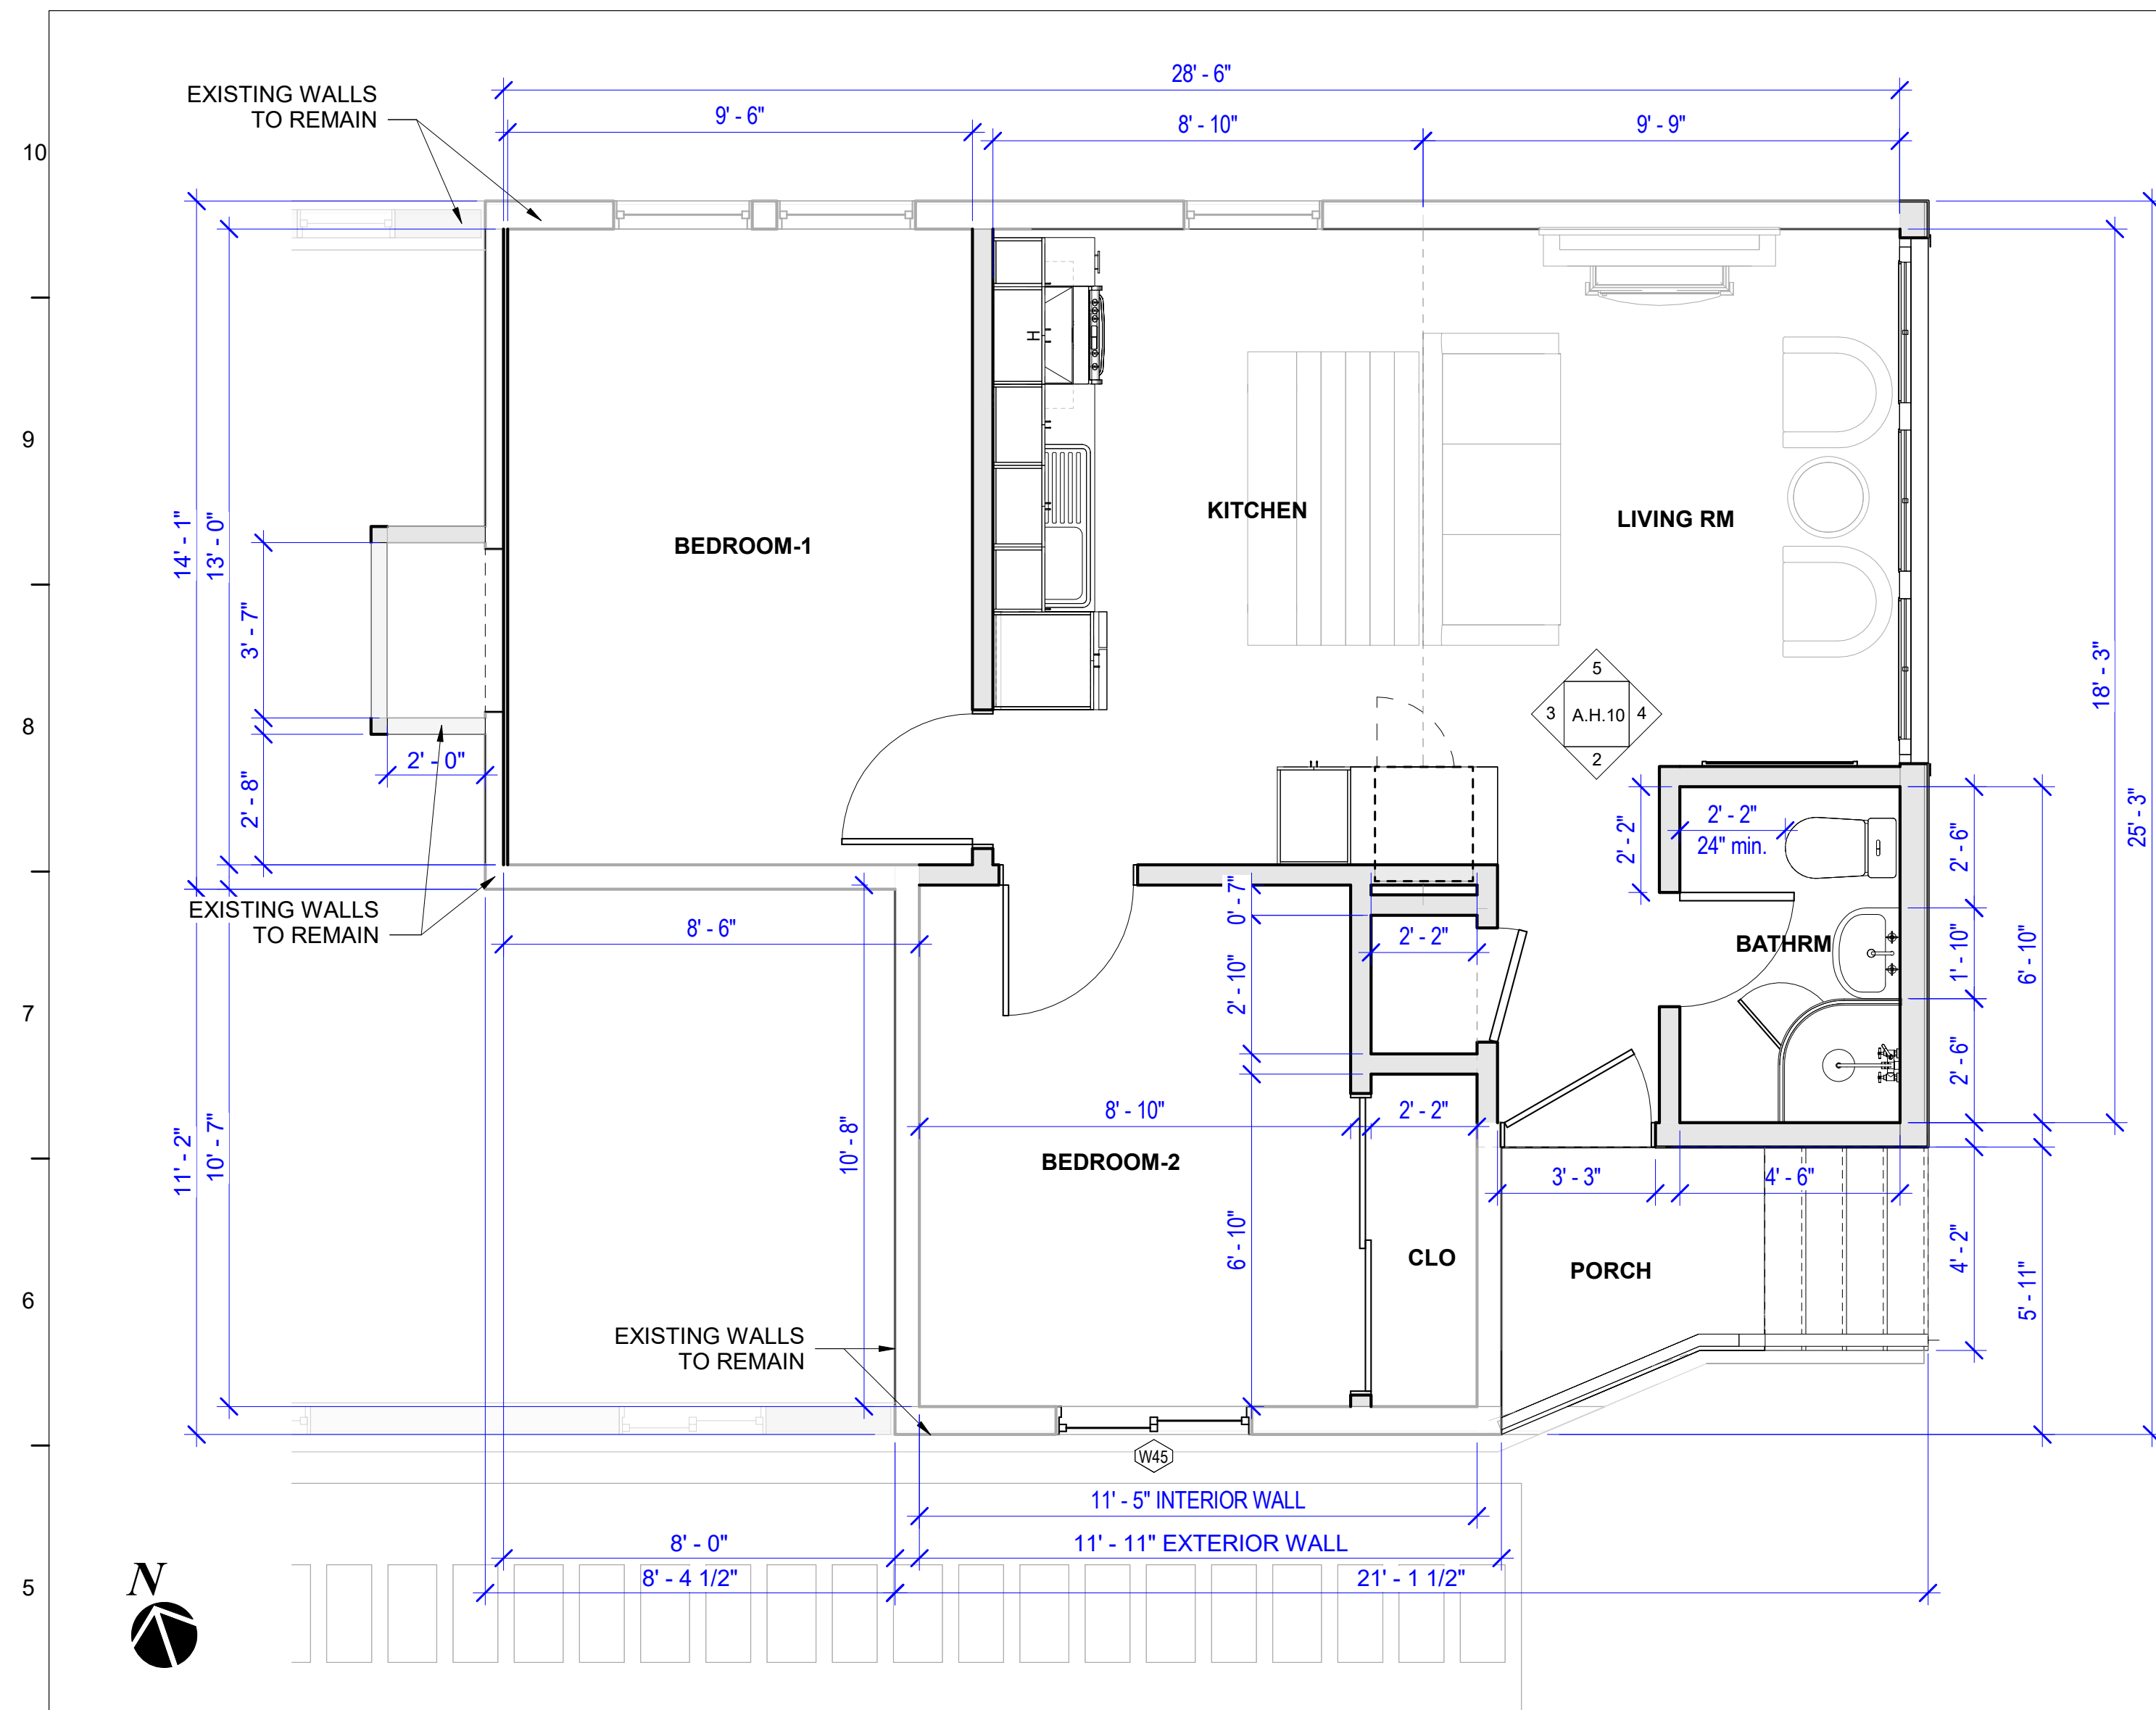 28' - 6"
EXISTING WALLS
TO REMAIN
9' - 6"
8' - 10"
9' - 9"
10
9
8
7
6
5
14' - 1"
13' - 0"
3' - 7"
2' - 8"
2' - 0"
BEDROOM-1
H
KITCHEN
LIVING RM
5
3
A.H.10
4
2
18' - 3"
25' - 3"
2' - 2"
2' - 2"
24" min.
2' - 6"
1' - 10"
6' - 10"
2' - 6"
BATHRM
EXISTING WALLS
TO REMAIN
8' - 6"
0' - 7"
2' - 2"
2' - 10"
11' - 2"
10' - 7"
10' - 8"
8' - 10"
2' - 2"
BEDROOM-2
6' - 10"
CLO
3' - 3"
4' - 6"
PORCH
4' - 2"
5' - 11"
EXISTING WALLS
TO REMAIN
W45
11' - 5" INTERIOR WALL
8' - 0"
11' - 11" EXTERIOR WALL
8' - 4 1/2"
21' - 1 1/2"
N